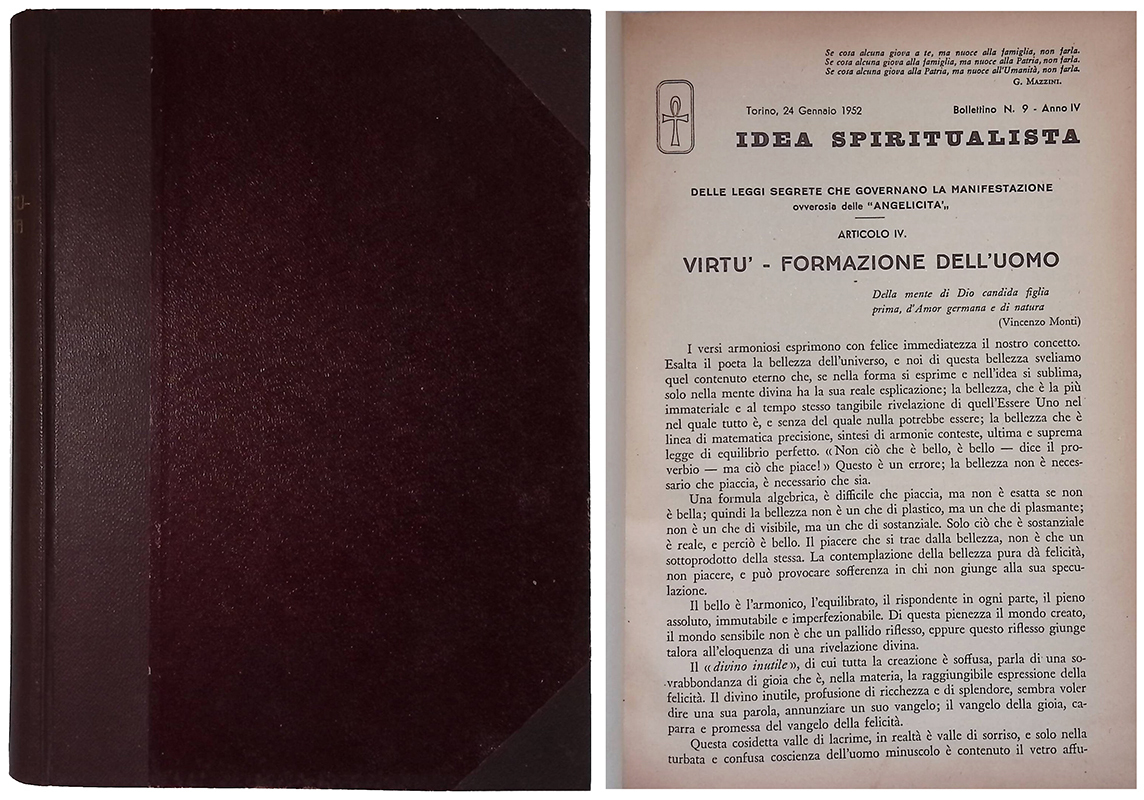 TU-
Se cosa alcuna giova a te, ma nuoce alla famiglia, non farla.
Se cosa alcuna giova alla famiglia, ma nuoce alla Patria, non farla.
Se cosa alcuna giova alla Patria, ma nuoce all'Umanità, non farla.
G. MAZZINI.
Torino, 24 Gennaio 1952 Bollettino N. 9 - Anno IV
IDEA SPIRITUALISTA
DELLE LEGGI SEGRETE CHE GOVERNANO LA MANIFESTAZIONE
ovverosia delle "ANGELICITA'„
ARTICOLO IV.
VIRTU' - FORMAZIONE DELL'UOMO
Della mente di Dio candida figlia
prima, d'Amor germana e di natura
(Vincenzo Monti)
I versi armoniosi esprimono con felice immediatezza il nostro concetto.
Esalta il poeta la bellezza dell'universo, e noi di questa bellezza sveliamo
quel contenuto eterno che, se nella forma si esprime e nell'idea si sublima,
solo nella mente divina ha la sua reale esplicazione; la bellezza, che è la più
immateriale e al tempo stesso tangibile rivelazione di quell'Essere Uno nel
nel quale tutto è, e senza del quale nulla potrebbe essere; la bellezza che è
linea di matematica precisione, sintesi di armonie conteste, ultima e suprema
legge di equilibrio perfetto. «Non ciò che è bello, è bello — dice il pro-
verbio — ma ciò che piace!» Questo è un errore; la bellezza non è neces-
sario che piaccia, è necessario che sia.
Una formula algebrica, è difficile che piaccia, ma non è esatta se non
è bella; quindi la bellezza non è un che di plastico, ma un che di plasmante;
non è un che di visibile, ma un che di sostanziale. Solo ciò che è sostanziale
è reale, e perciò è bello. Il piacere che si trae dalla bellezza, non è che un
sottoprodotto della stessa. La contemplazione della bellezza pura dà felicità,
non piacere, e può provocare sofferenza in chi non giunge alla sua specu-
lazione.
Il bello è l'armonico, l'equilibrato, il rispondente in ogni parte, il pieno
assoluto, immutabile e imperfezionabile. Di questa pienezza il mondo creato,
il mondo sensibile non è che un pallido riflesso, eppure questo riflesso giunge
talora all'eloquenza di una rivelazione divina.
Il «divino inutile», di cui tutta la creazione è soffusa, parla di una so-
vrabbondanza di gioia che è, nella materia, la raggiungibile espressione della
felicità. Il divino inutile, profusione di ricchezza e di splendore, sembra voler
dire una sua parola, annunziare un suo vangelo; il vangelo della gioia, ca-
parra e promessa del vangelo della felicità.
Questa cosidetta valle di lacrime, in realtà è valle di sorriso, e solo nella
turbata e confusa coscienza dell'uomo minuscolo è contenuto il vetro affu-